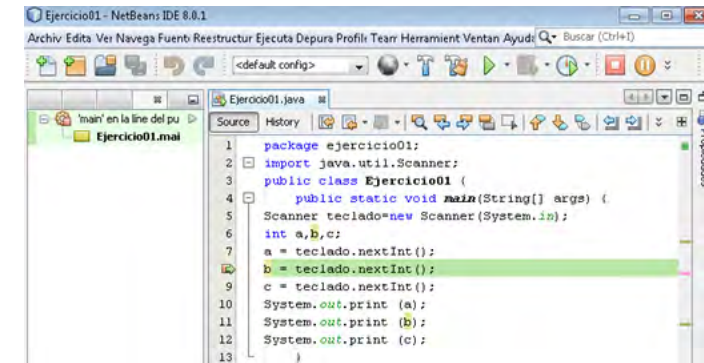 Ejercicio01 - NetBeans IDE 8.0.1
Archiv Edita Ver Navega Fuente Reestructur Ejecuta Depura Profile Team Herramient Ventan Ayuda Buscar (Ctrl+I)
<default config>
'main' en la line del pu
Ejercicio01.mai
Ejercicio01.java
Source History
1 package ejercicio01;
2 import java.util.Scanner;
3 public class Ejercicio01 {
4 public static void main(String[] args) {
5 Scanner teclado=new Scanner(System.in);
6 int a,b,c;
7 a = teclado.nextInt();
b = teclado.nextInt();
9 c = teclado.nextInt();
10 System.out.print (a);
11 System.out.print (b);
12 System.out.print (c);
13 }